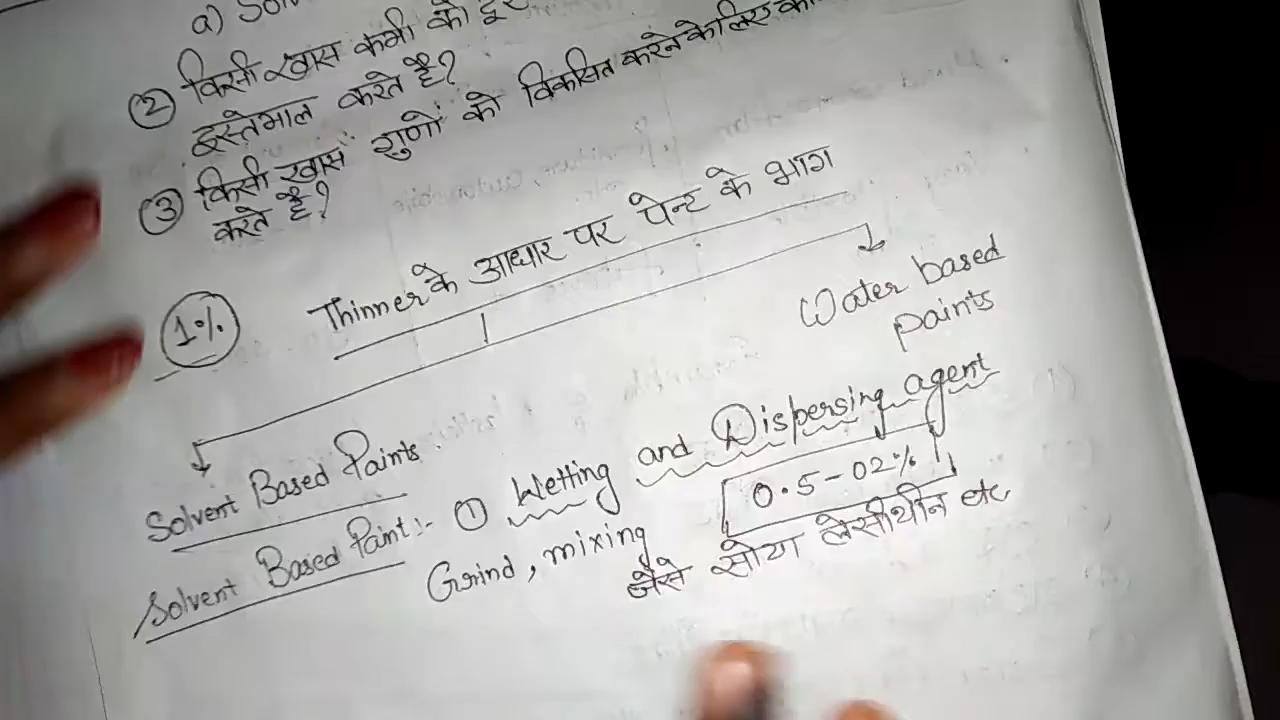 a)
② किसी खास कमी को
इस्तेमाल करते है?
③ किसी खास गुणों को विकसित करने के लिए
करते है?
1% Thinner के आधार पर पेन्ट के भाग
Water based
paints
Solvent Based Paints.
Solvent Based Paint:- ① Wetting and Dispersing agent
0.5-02%
Grind, mixing
जैसे सोया लेसीथीन etc